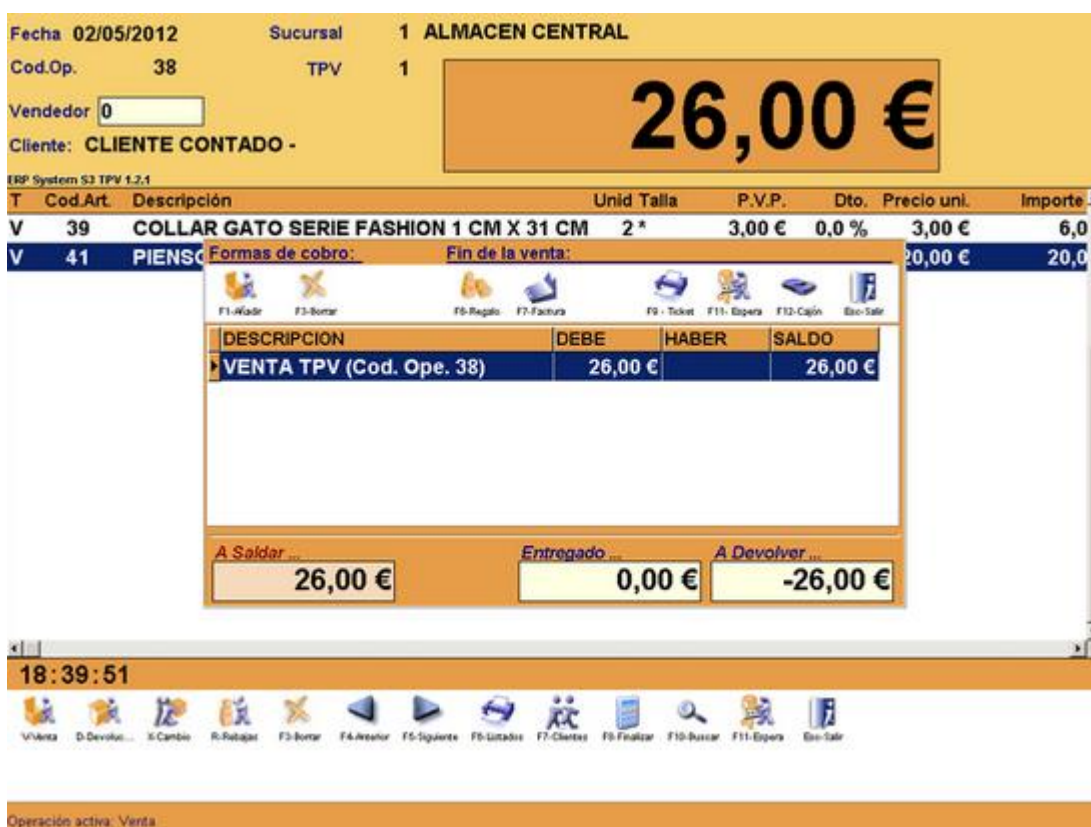 Fecha 02/05/2012 Sucursal 1 ALMACEN CENTRAL
Cod.Op. 38 TPV 1
26,00 €
Vendedor 0
Cliente: CLIENTE CONTADO -
ERP System S3 TPV 1.2.1
T Cod.Art. Descripción Unid Talla P.V.P. Dto. Precio uni. Importe
V 39 COLLAR GATO SERIE FASHION 1 CM X 31 CM 2 * 3,00 € 0,0 % 3,00 € 6,0
V 41 PIENSO 20,00 € 20,0
Formas de cobro: Fin de la venta:
F1-Añadir F3-Borrar F6-Regalo F7-Factura F9 - Ticket F11- Espera F12-Cajón Esc-Salir
DESCRIPCION DEBE HABER SALDO
VENTA TPV (Cod. Ope. 38) 26,00 € 26,00 €
A Saldar ... Entregado ... A Devolver ...
26,00 € 0,00 € -26,00 €
18:39:51
V-Venta D-Devoluc... X-Cambio R-Rebajas F3-Borrar F4-Anterior F5-Siguiente F6-Listados F7-Clientes F8-Finalizar F10-Buscar F11-Espera Esc-Salir
Operación activa: Venta